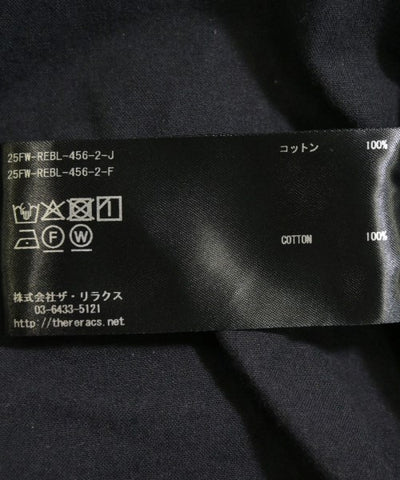 25FW-REBL-456-2-J
25FW-REBL-456-2-F
コットン 100%
COTTON 100%
F W
株式会社ザ・リラクス
03-6433-5121
http://thereracs.net